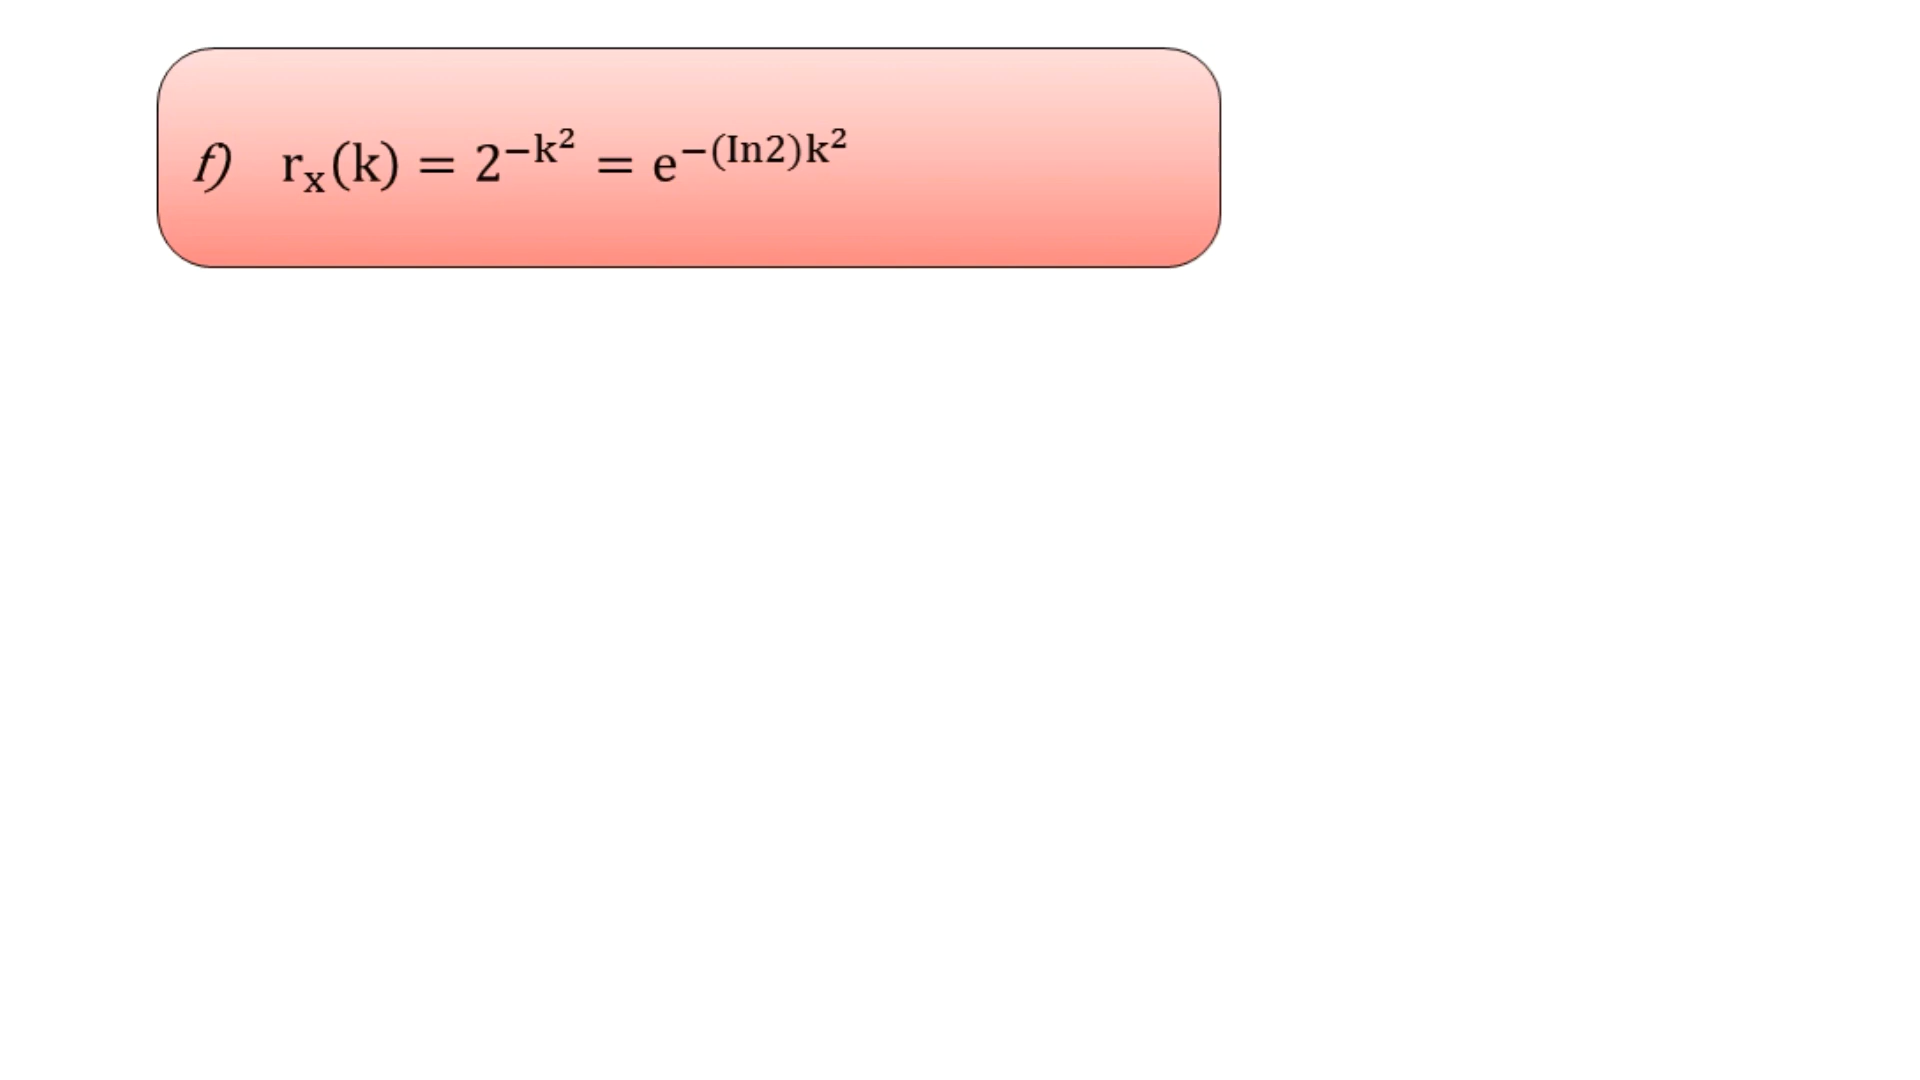 f) rₓ(k) = 2^{−k²} = e^{−(In2)k²}